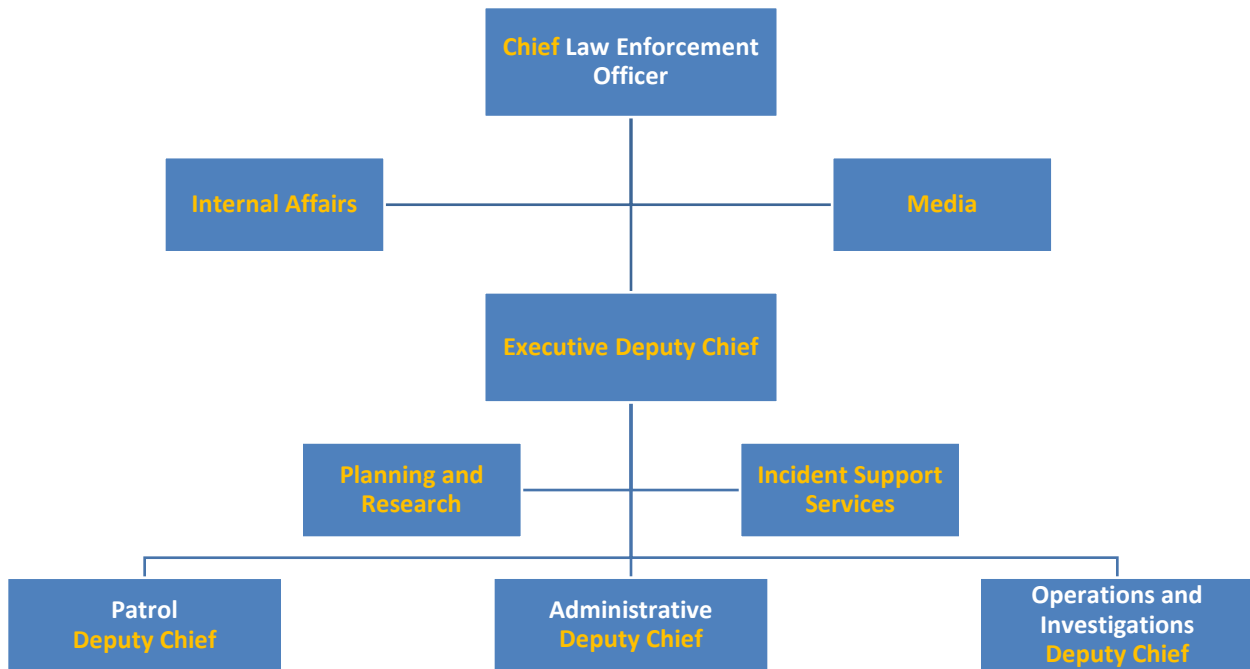 Chief Law Enforcement
Officer
Internal Affairs
Media
Executive Deputy Chief
Planning and
Research
Incident Support
Services
Patrol
Deputy Chief
Administrative
Deputy Chief
Operations and
Investigations
Deputy Chief